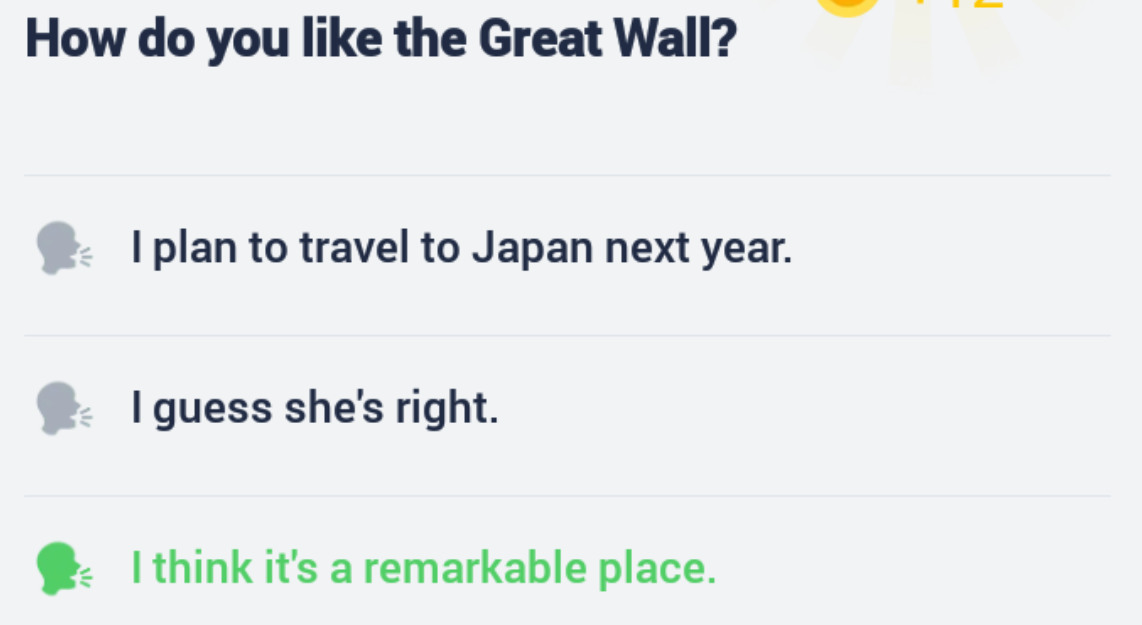 How do you like the Great Wall?
I plan to travel to Japan next year.
I guess she's right.
I think it's a remarkable place.